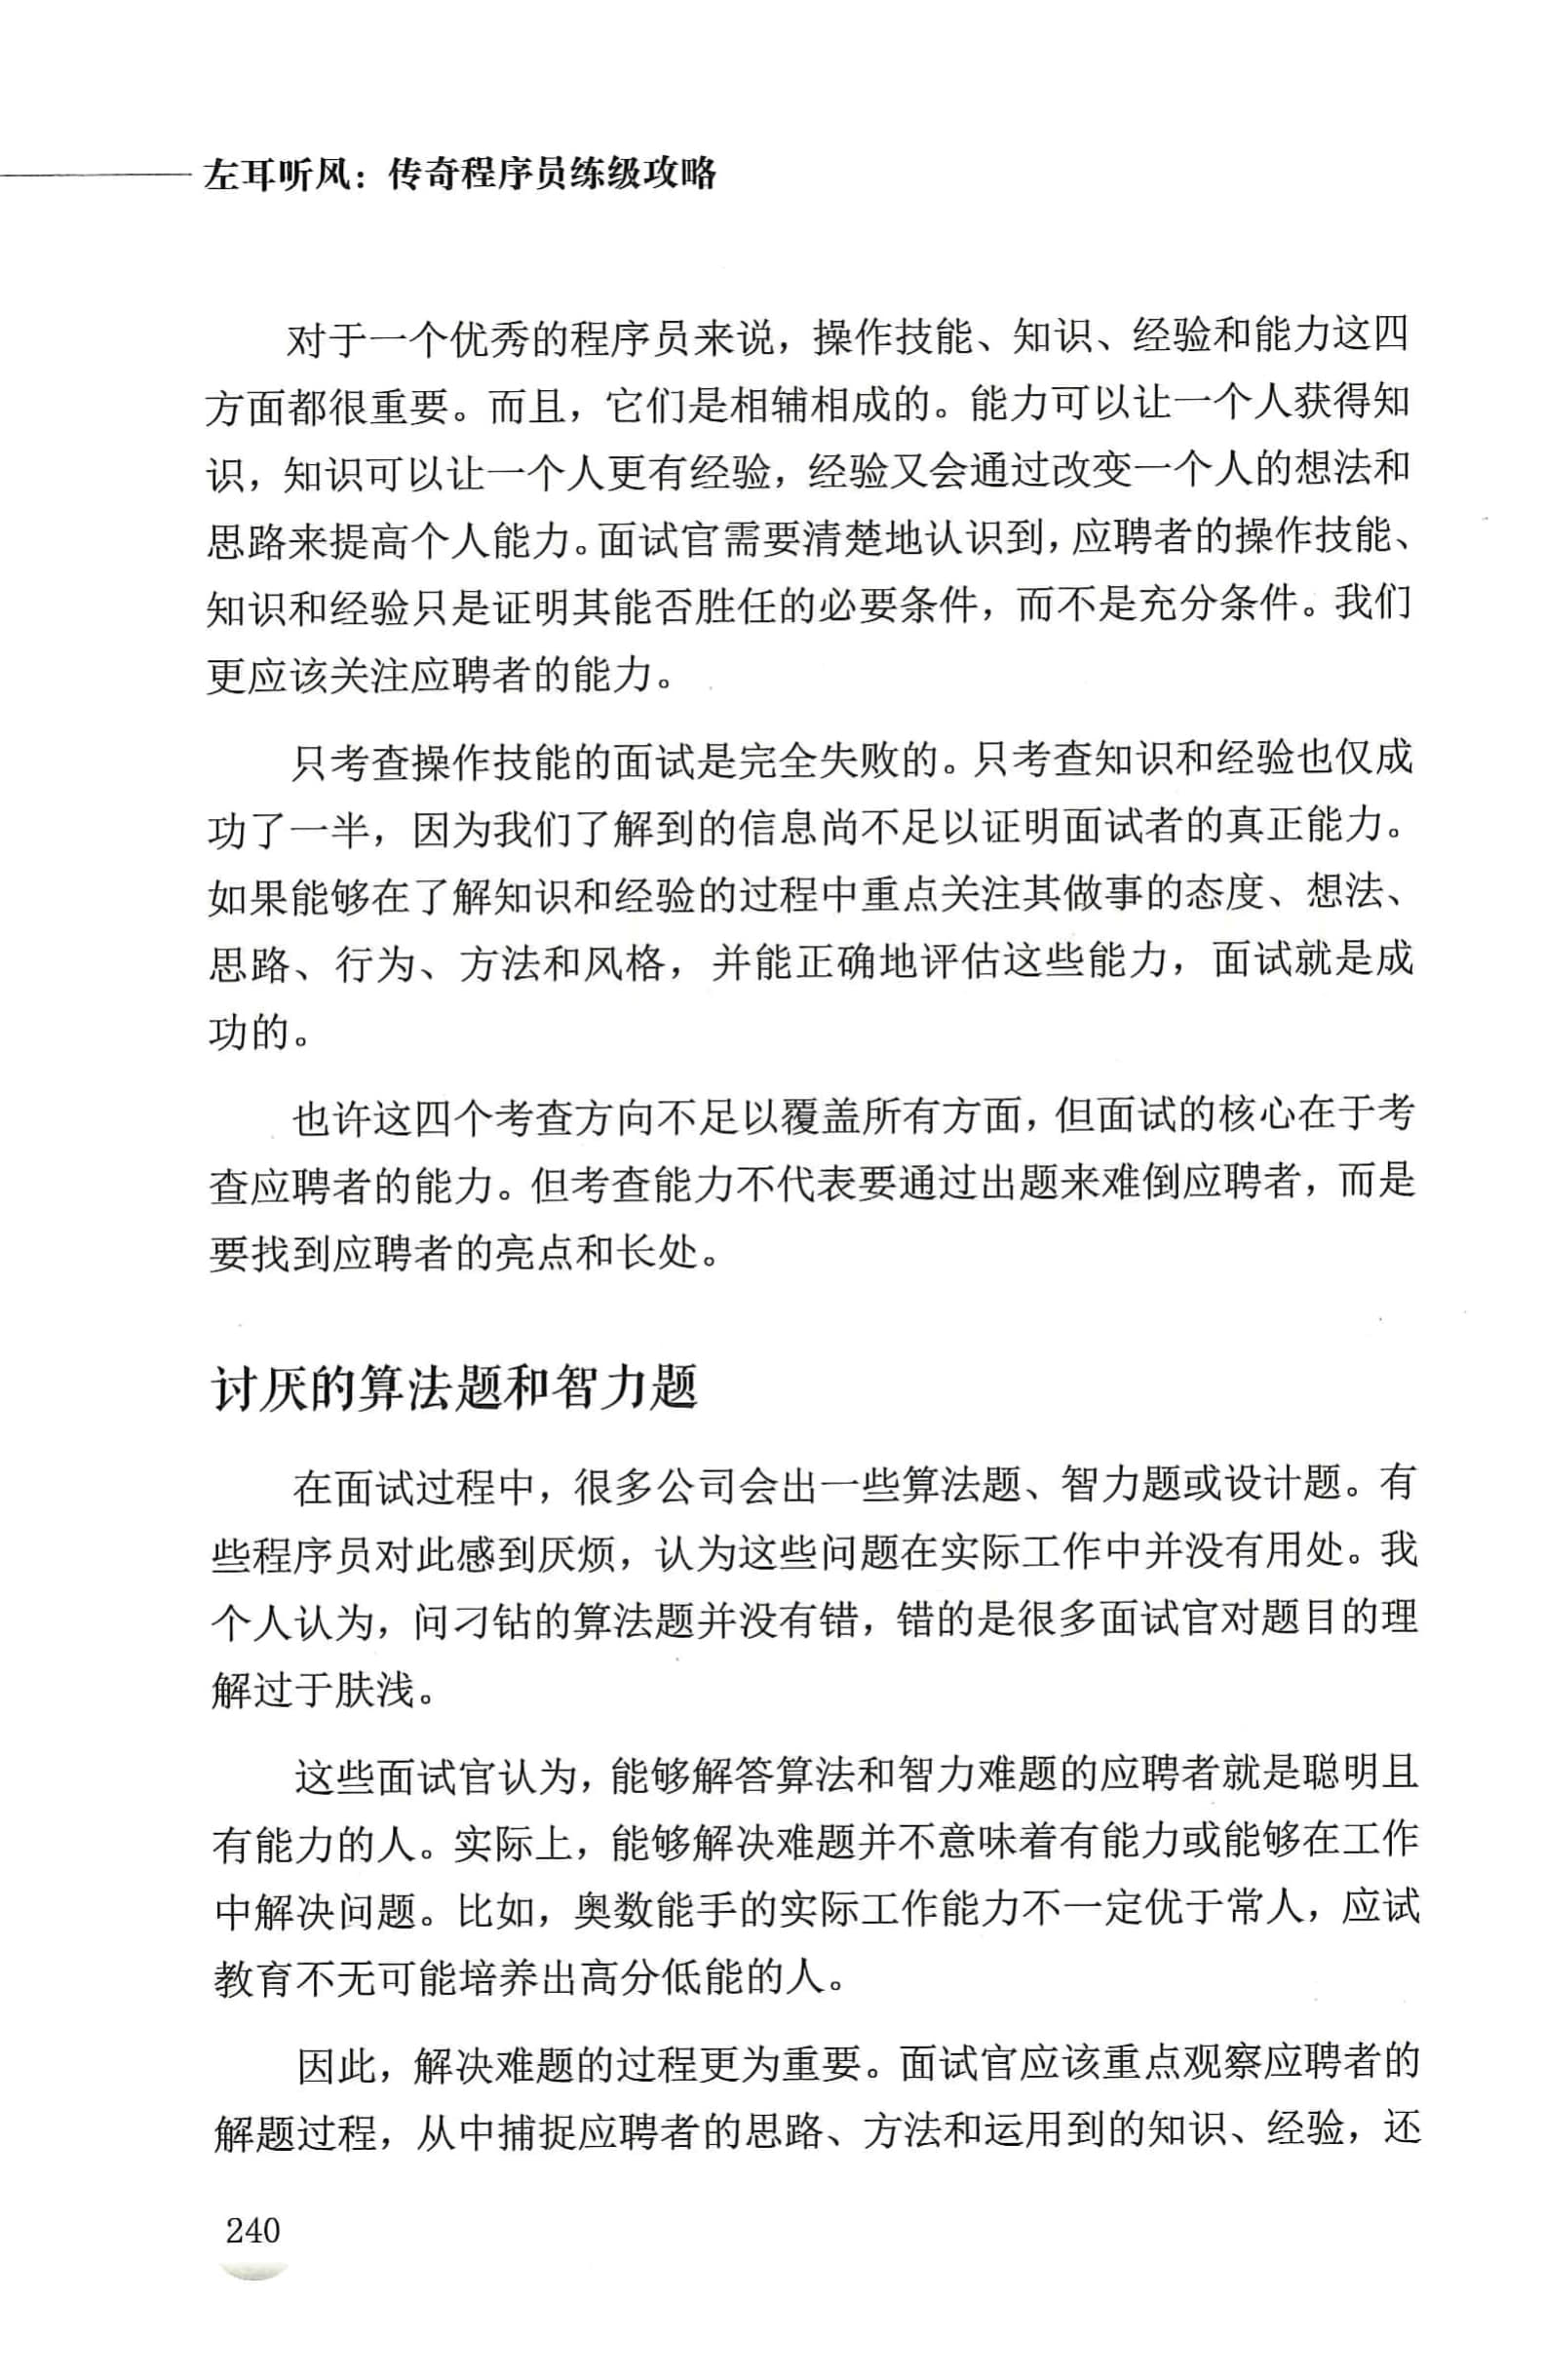 左耳听风：传奇程序员练级攻略
对于一个优秀的程序员来说，操作技能、知识、经验和能力这四
方面都很重要。而且，它们是相辅相成的。能力可以让一个人获得知
识，知识可以让一个人更有经验，经验又会通过改变一个人的想法和
思路来提高个人能力。面试官需要清楚地认识到，应聘者的操作技能、
知识和经验只是证明其能否胜任的必要条件，而不是充分条件。我们
更应该关注应聘者的能力。
只考查操作技能的面试是完全失败的。只考查知识和经验也仅成
功了一半，因为我们了解到的信息尚不足以证明面试者的真正能力。
如果能够在了解知识和经验的过程中重点关注其做事的态度、想法、
思路、行为、方法和风格，并能正确地评估这些能力，面试就是成
功的。
也许这四个考查方向不足以覆盖所有方面，但面试的核心在于考
查应聘者的能力。但考查能力不代表要通过出题来难倒应聘者，而是
要找到应聘者的亮点和长处。
讨厌的算法题和智力题
在面试过程中，很多公司会出一些算法题、智力题或设计题。有
些程序员对此感到厌烦，认为这些问题在实际工作中并没有用处。我
个人认为，问刁钻的算法题并没有错，错的是很多面试官对题目的理
解过于肤浅。
这些面试官认为，能够解答算法和智力难题的应聘者就是聪明且
有能力的人。实际上，能够解决难题并不意味着有能力或能够在工作
中解决问题。比如，奥数能手的实际工作能力不一定优于常人，应试
教育不无可能培养出高分低能的人。
因此，解决难题的过程更为重要。面试官应该重点观察应聘者的
解题过程，从中捕捉应聘者的思路、方法和运用到的知识、经验，还
240